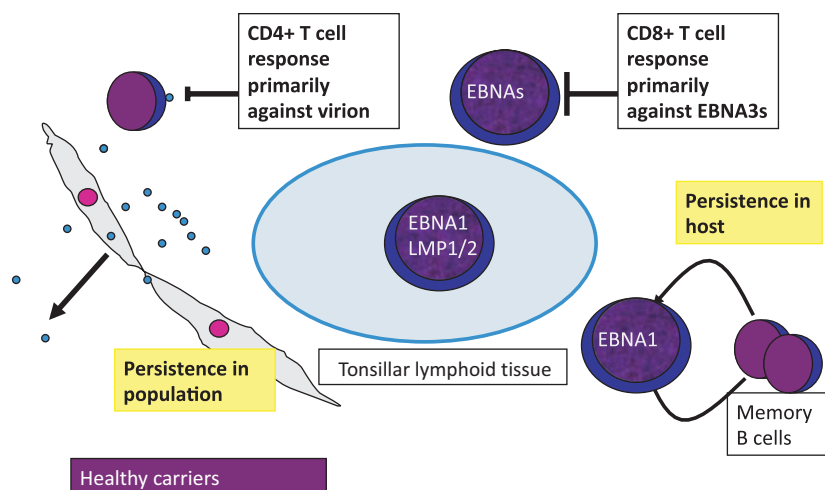 CD4+ T cell
response
primarily
against virion
EBNAs
CD8+ T cell
response
primarily
against EBNA3s
EBNA1
LMP1/2
Persistence in
host
EBNA1
Persistence in
population
Tonsillar lymphoid tissue
Memory
B cells
Healthy carriers